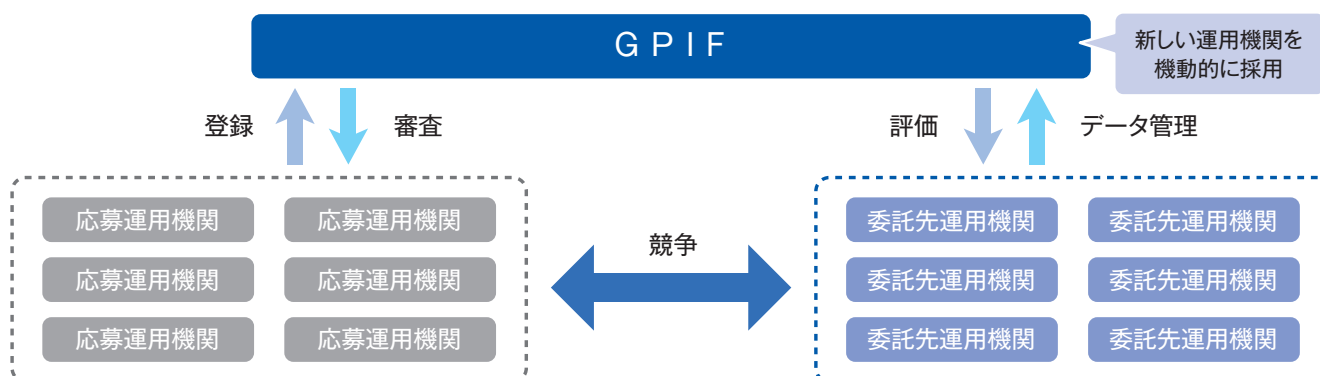 GPIF
新しい運用機関を
機動的に採用
登録
審査
評価
データ管理
応募運用機関
応募運用機関
委託先運用機関
委託先運用機関
競争
応募運用機関
応募運用機関
委託先運用機関
委託先運用機関
応募運用機関
応募運用機関
委託先運用機関
委託先運用機関